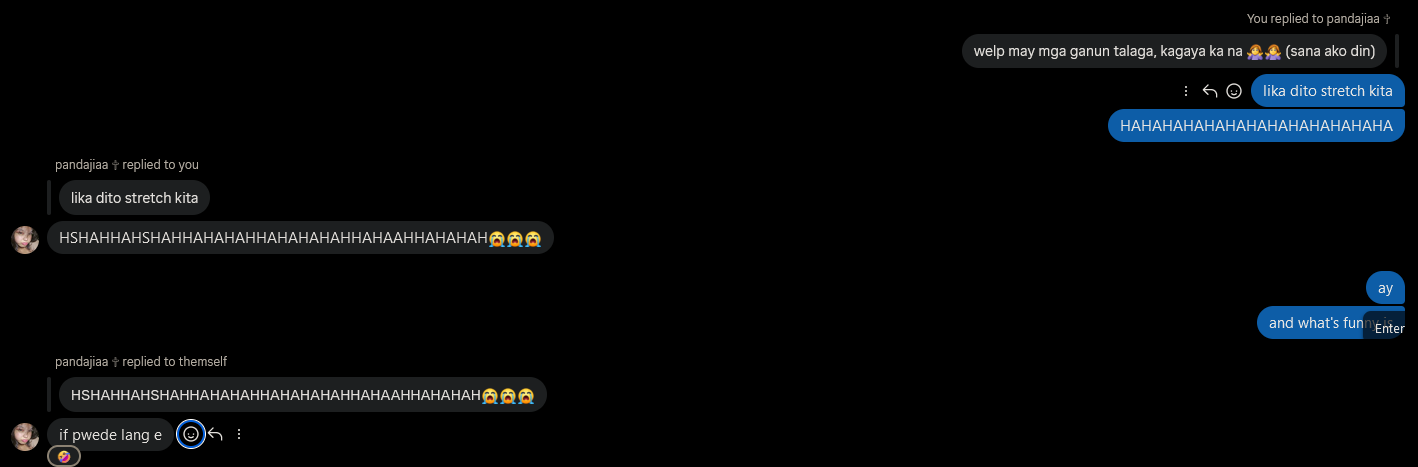 You replied to pandajiaa ✞
welp may mga ganun talaga, kagaya ka na 🤷‍♀️🤷‍♀️ (sana ako din)
lika dito stretch kita
HAHAHAHAHAHAHAHAHAHAHAHAHA
pandajiaa ✞ replied to you
lika dito stretch kita
HSHAHHAHSHAHHAHAHAHHAHAHAHAHHAHAAHHAHAHAH😭😭😭
ay
and what's funny is
Enter
pandajiaa ✞ replied to themself
HSHAHHAHSHAHHAHAHAHHAHAHAHAHHAHAAHHAHAHAH😭😭😭
if pwede lang e
🤣